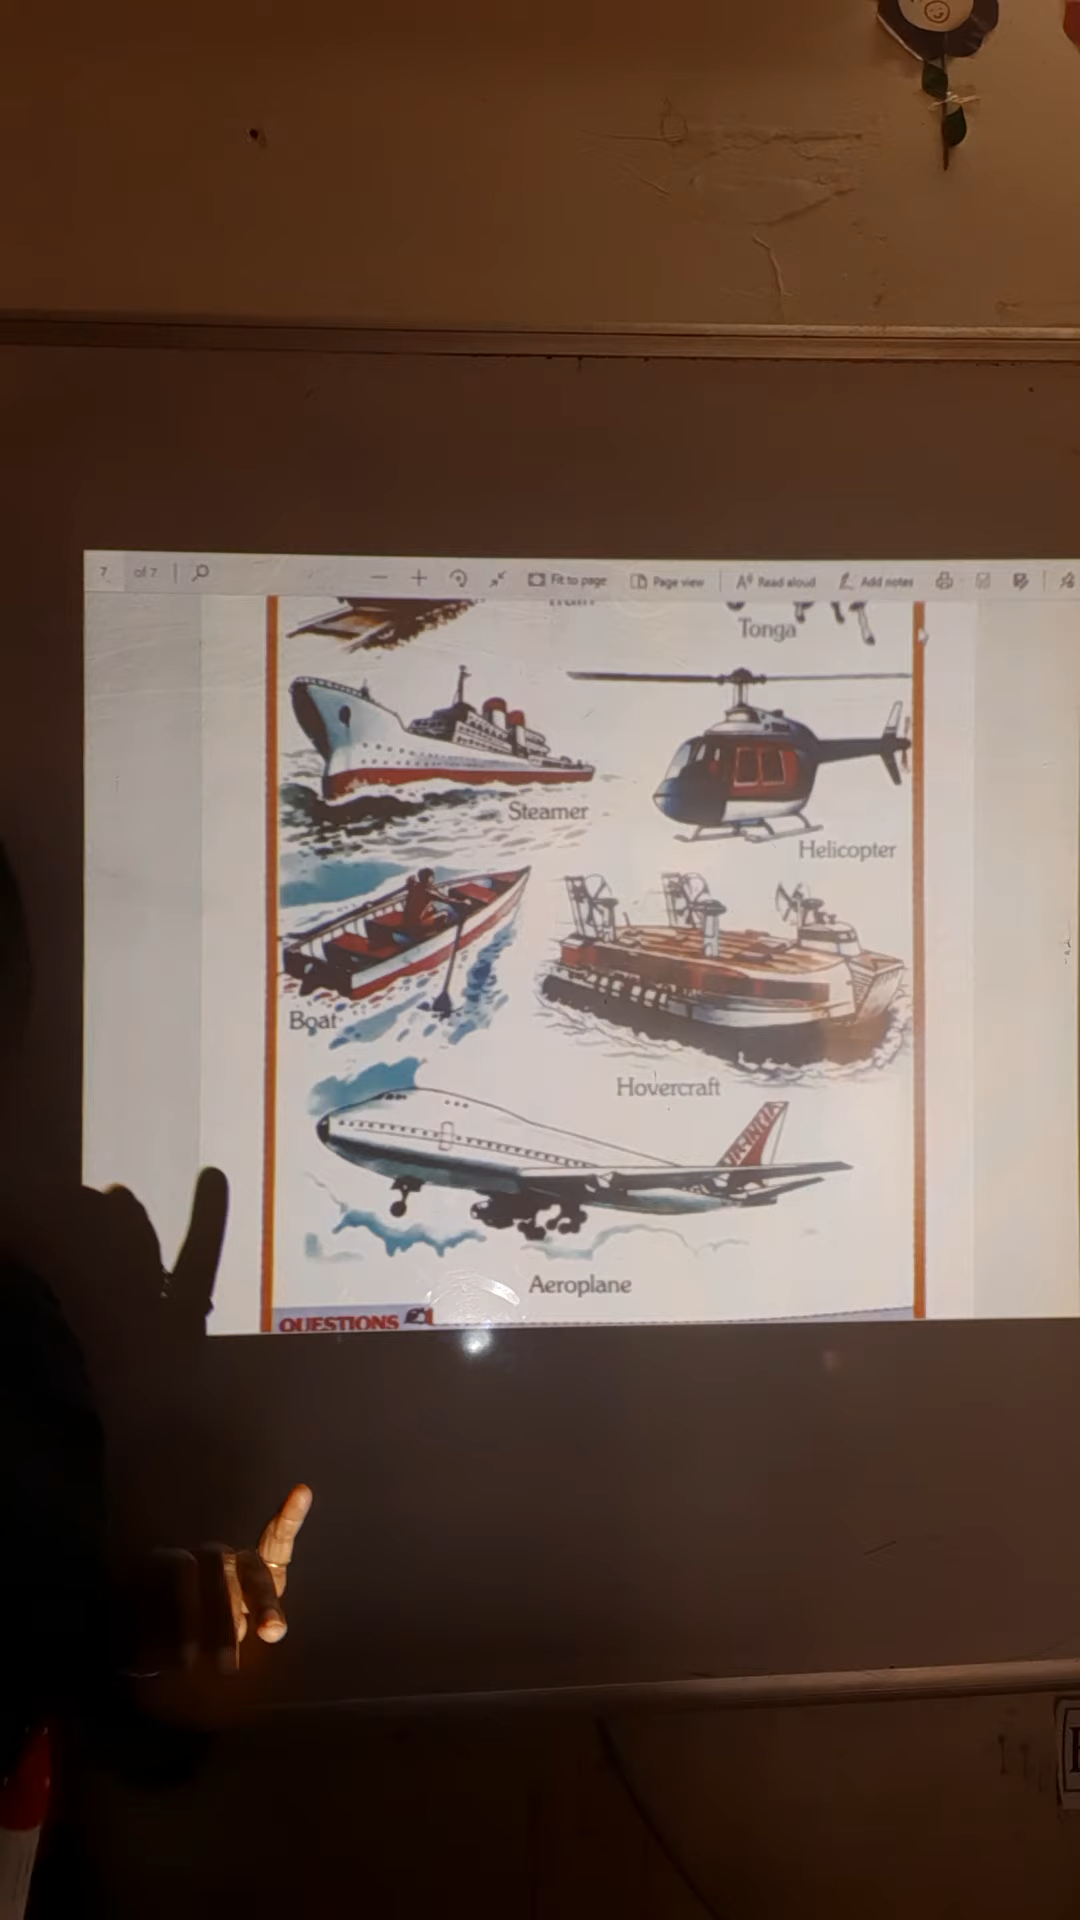 7 of 7 Fit to page Page view Read aloud Add notes
Tonga
Steamer
Helicopter
Boat
Hovercraft
Aeroplane
QUESTIONS